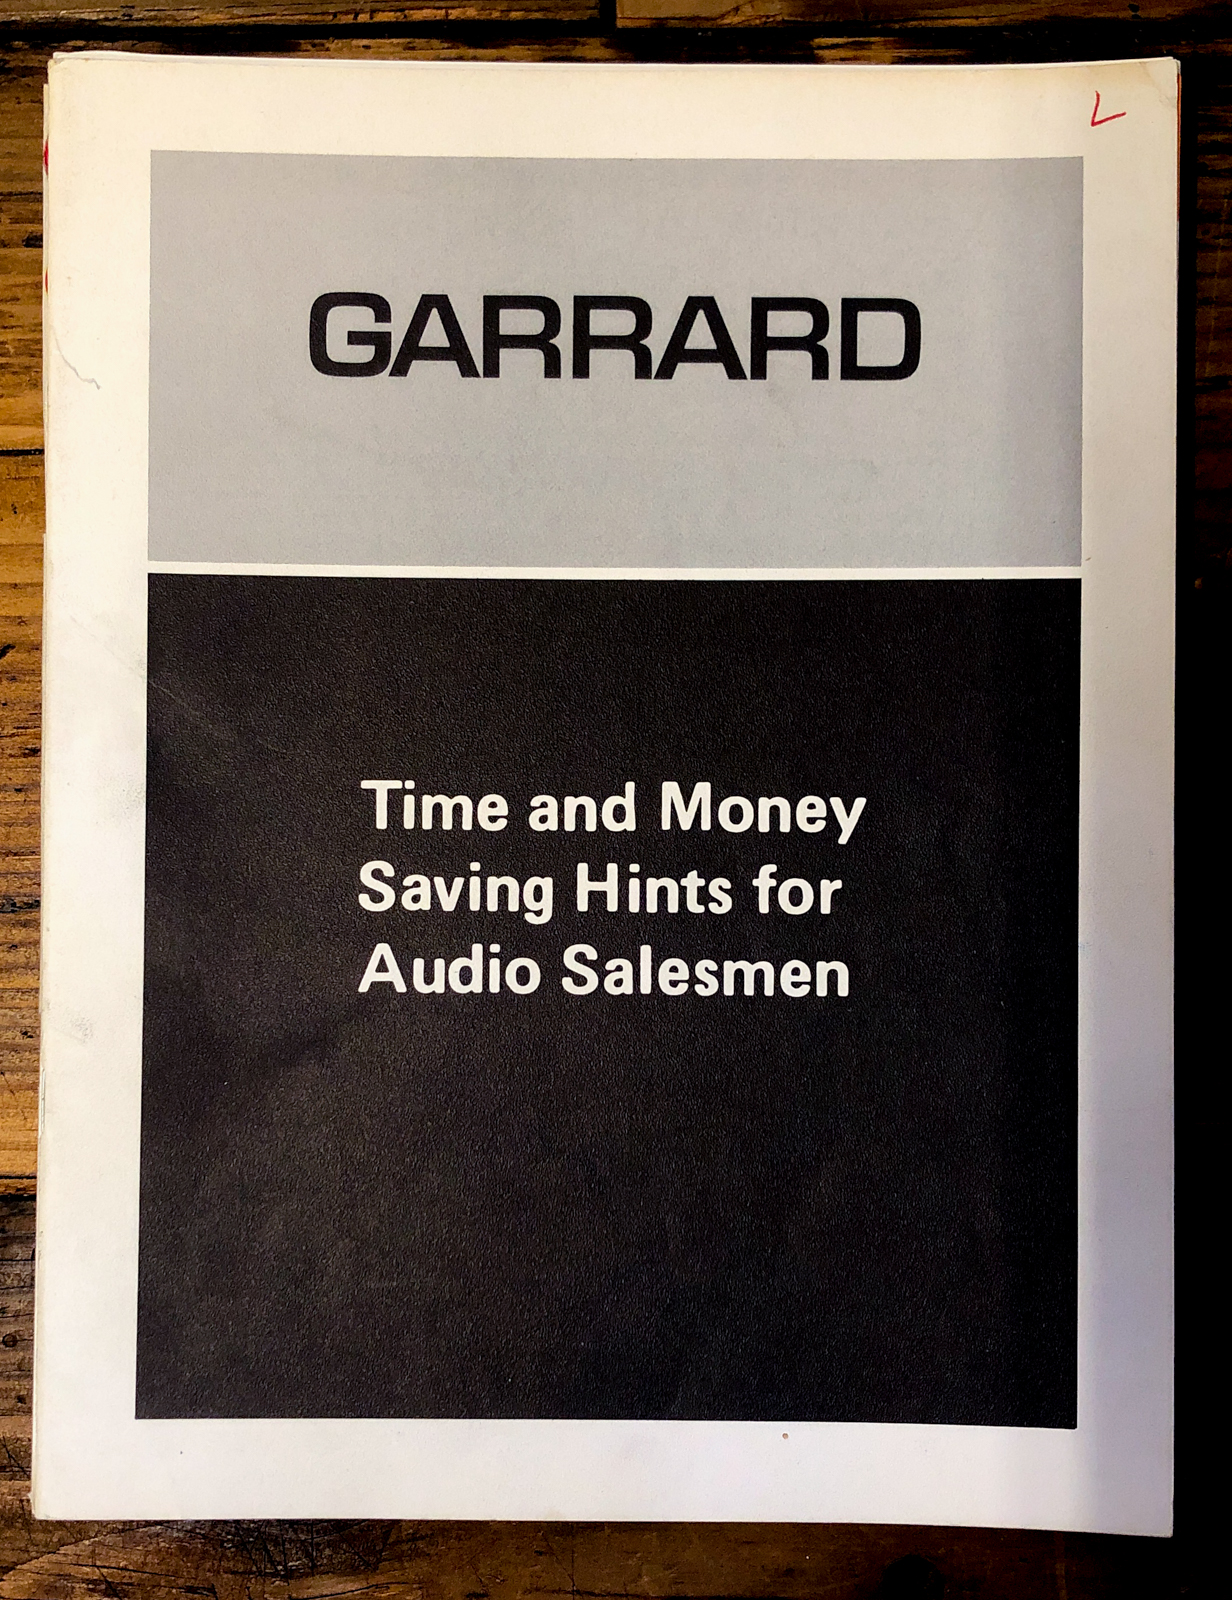 L
GARRARD
Time and Money
Saving Hints for
Audio Salesmen